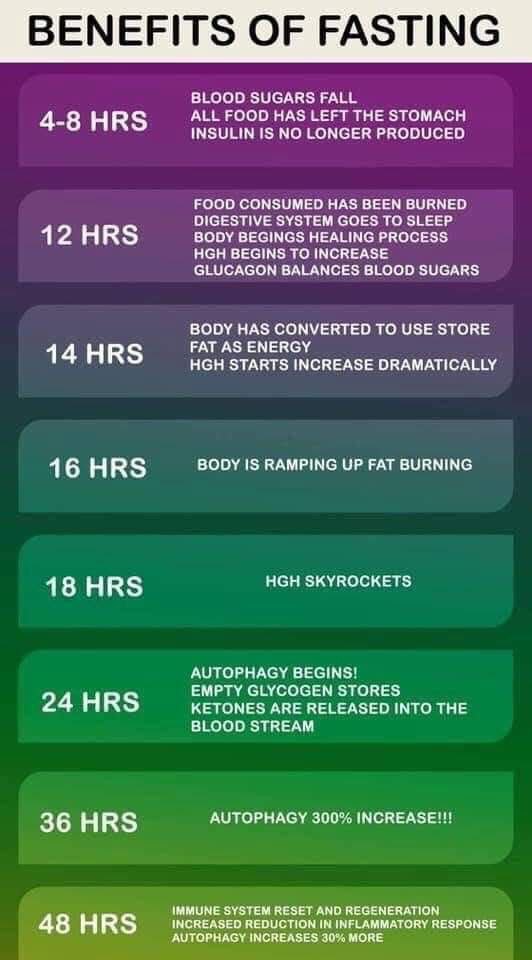 BENEFITS OF FASTING
4-8 HRS
BLOOD SUGARS FALL
ALL FOOD HAS LEFT THE STOMACH
INSULIN IS NO LONGER PRODUCED
12 HRS
FOOD CONSUMED HAS BEEN BURNED
DIGESTIVE SYSTEM GOES TO SLEEP
BODY BEGINGS HEALING PROCESS
HGH BEGINS TO INCREASE
GLUCAGON BALANCES BLOOD SUGARS
14 HRS
BODY HAS CONVERTED TO USE STORE
FAT AS ENERGY
HGH STARTS INCREASE DRAMATICALLY
16 HRS
BODY IS RAMPING UP FAT BURNING
18 HRS
HGH SKYROCKETS
24 HRS
AUTOPHAGY BEGINS!
EMPTY GLYCOGEN STORES
KETONES ARE RELEASED INTO THE
BLOOD STREAM
36 HRS
AUTOPHAGY 300% INCREASE!!!
48 HRS
IMMUNE SYSTEM RESET AND REGENERATION
INCREASED REDUCTION IN INFLAMMATORY RESPONSE
AUTOPHAGY INCREASES 30% MORE